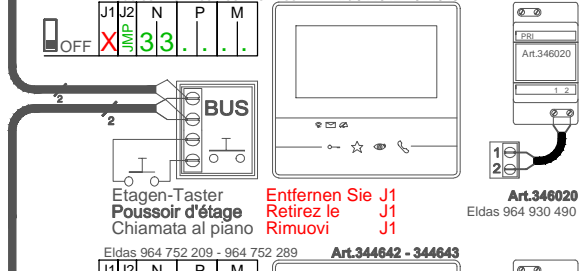 J1 J2 N P M
OFF X JMP 3 3 . . . .
PRI
Art.346020
1 2
2
2
BUS
1
2
Etagen-Taster Entfernen Sie J1
Poussoir d'étage Retirez le J1
Chiamata al piano Rimuovi J1
Art.346020
Eldas 964 930 490
Eldas 964 752 209 - 964 752 289 Art.344642 - 344643
J1 J2 N P M